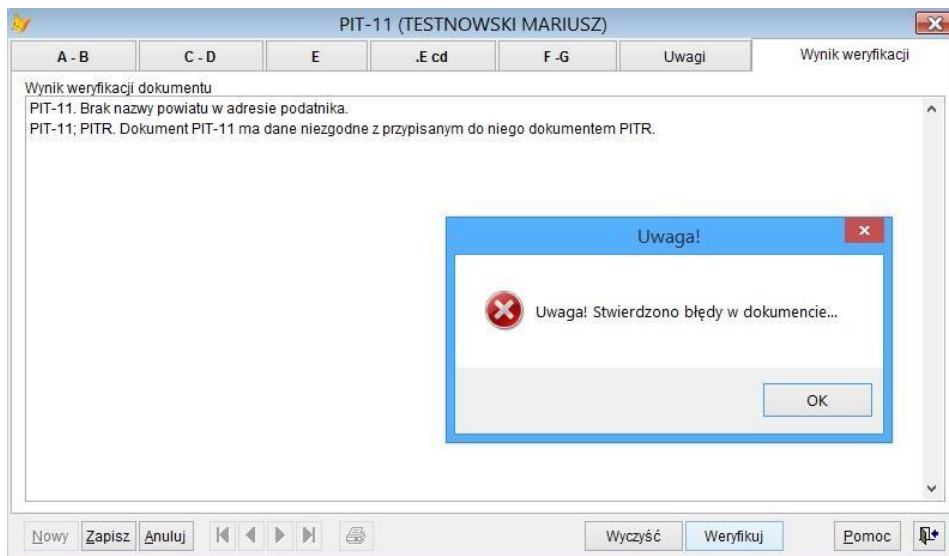 PIT-11 (TESTNOWSKI MARIUSZ)
A - B
C - D
E
.E cd
F -G
Uwagi
Wynik weryfikacji
Wynik weryfikacji dokumentu
PIT-11. Brak nazwy powiatu w adresie podatnika.
PIT-11; PITR. Dokument PIT-11 ma dane niezgodne z przypisanym do niego dokumentem PITR.
Uwaga!
Uwaga! Stwierdzono błędy w dokumencie...
OK
Nowy
Zapisz
Anuluj
Wyczyść
Weryfikuj
Pomoc